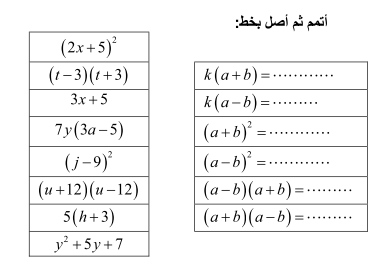 أتمم ثم أصل بخط:
(2x+5)²
(t−3)(t+3)
3x+5
7y(3a−5)
(j−9)²
(u+12)(u−12)
5(h+3)
y²+5y+7
k(a+b)=············
k(a−b)=·········
(a+b)²=············
(a−b)²=············
(a−b)(a+b)=·········
(a+b)(a−b)=·········